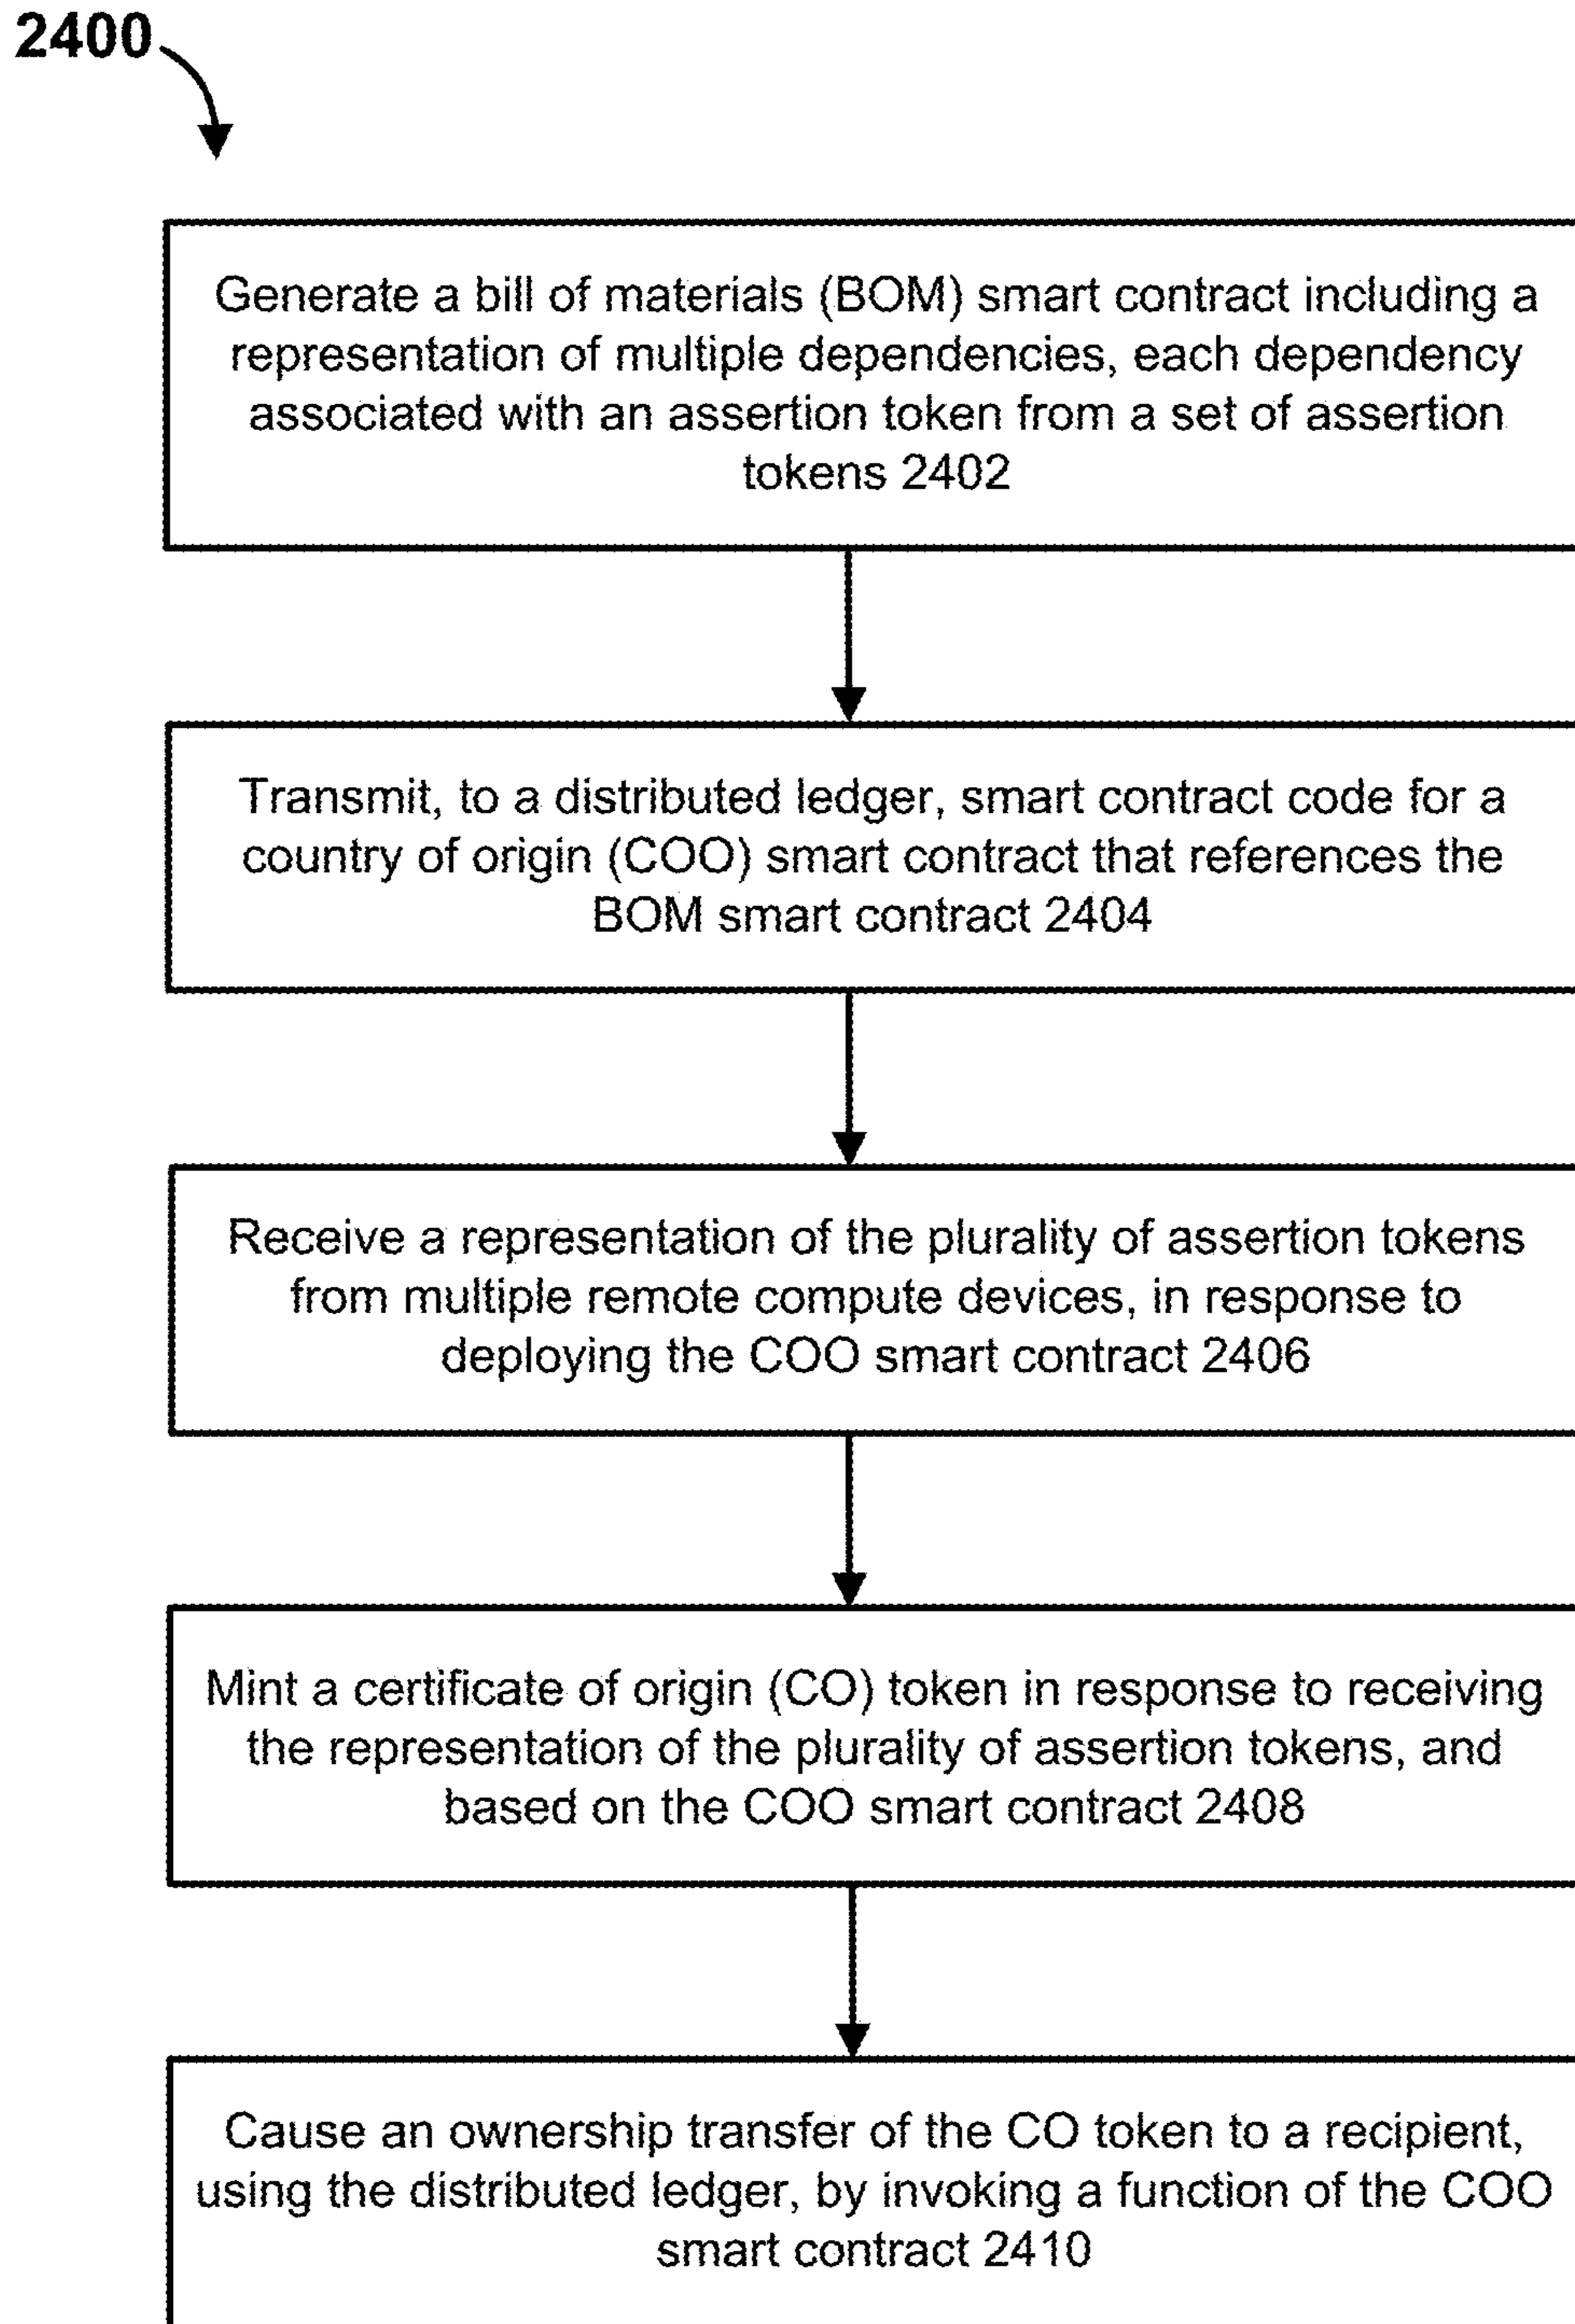 2400
Generate a bill of materials (BOM) smart contract including a
representation of multiple dependencies, each dependency
associated with an assertion token from a set of assertion
tokens 2402
Transmit, to a distributed ledger, smart contract code for a
country of origin (COO) smart contract that references the
BOM smart contract 2404
Receive a representation of the plurality of assertion tokens
from multiple remote compute devices, in response to
deploying the COO smart contract 2406
Mint a certificate of origin (CO) token in response to receiving
the representation of the plurality of assertion tokens, and
based on the COO smart contract 2408
Cause an ownership transfer of the CO token to a recipient,
using the distributed ledger, by invoking a function of the COO
smart contract 2410